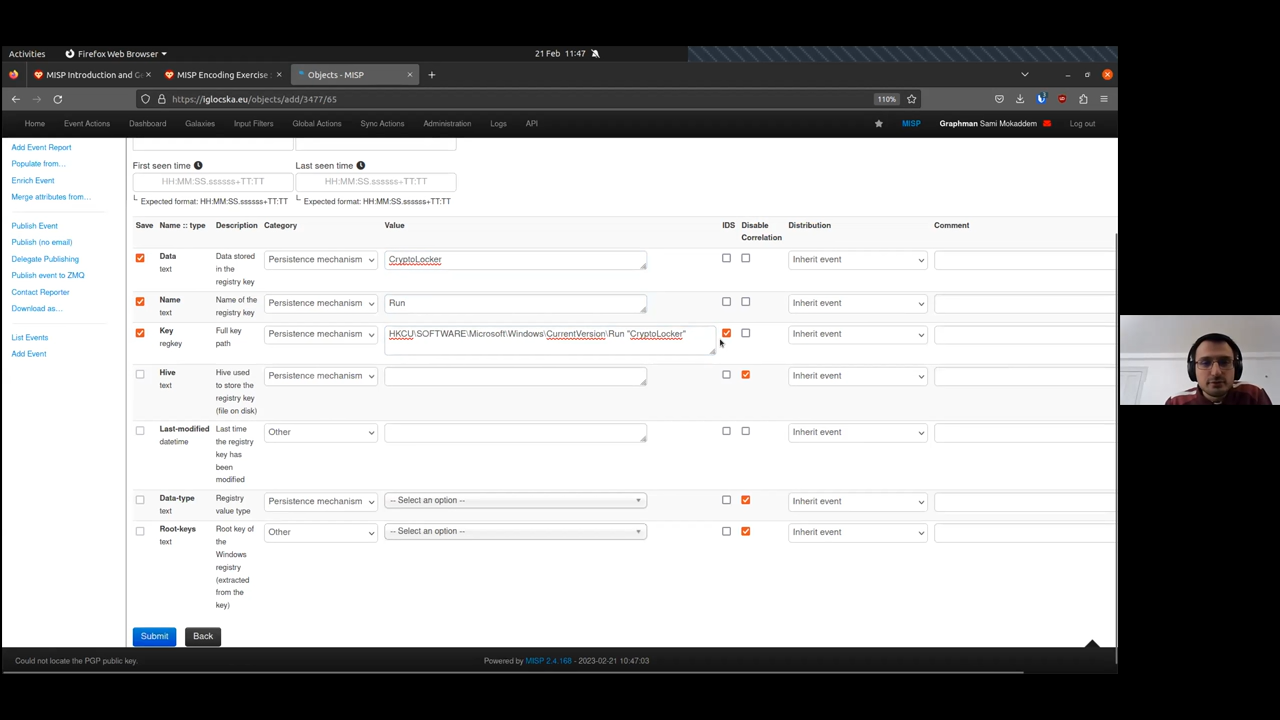 Activities Firefox Web Browser 21 Feb 11:47
MISP Introduction and Ge MISP Encoding Exercise : Objects - MISP
https://iglocska.eu/objects/add/3477/65 110%
Home Event Actions Dashboard Galaxies Input Filters Global Actions Sync Actions Administration Logs API MISP Graphman Sami Mokaddem Log out
Add Event Report
Populate from...
Enrich Event
Merge attributes from...
Publish Event
Publish (no email)
Delegate Publishing
Publish event to ZMQ
Contact Reporter
Download as...
List Events
Add Event
First seen time Last seen time
HH:MM:SS.ssssss+TT:TT HH:MM:SS.ssssss+TT:TT
Expected format: HH:MM:SS.ssssss+TT:TT Expected format: HH:MM:SS.ssssss+TT:TT
Save Name :: type Description Category Value IDS Disable Correlation Distribution Comment
Data text Data stored in the registry key Persistence mechanism CryptoLocker Inherit event
Name text Name of the registry key Persistence mechanism Run Inherit event
Key regkey Full key path Persistence mechanism HKCU\SOFTWARE\Microsoft\Windows\CurrentVersion\Run "CryptoLocker" Inherit event
Hive text Hive used to store the registry key (file on disk) Persistence mechanism Inherit event
Last-modified datetime Last time the registry key has been modified Other Inherit event
Data-type text Registry value type Persistence mechanism -- Select an option -- Inherit event
Root-keys text Root key of the Windows registry (extracted from the key) Other -- Select an option -- Inherit event
Submit Back
Could not locate the PGP public key. Powered by MISP 2.4.168 - 2023-02-21 10:47:03